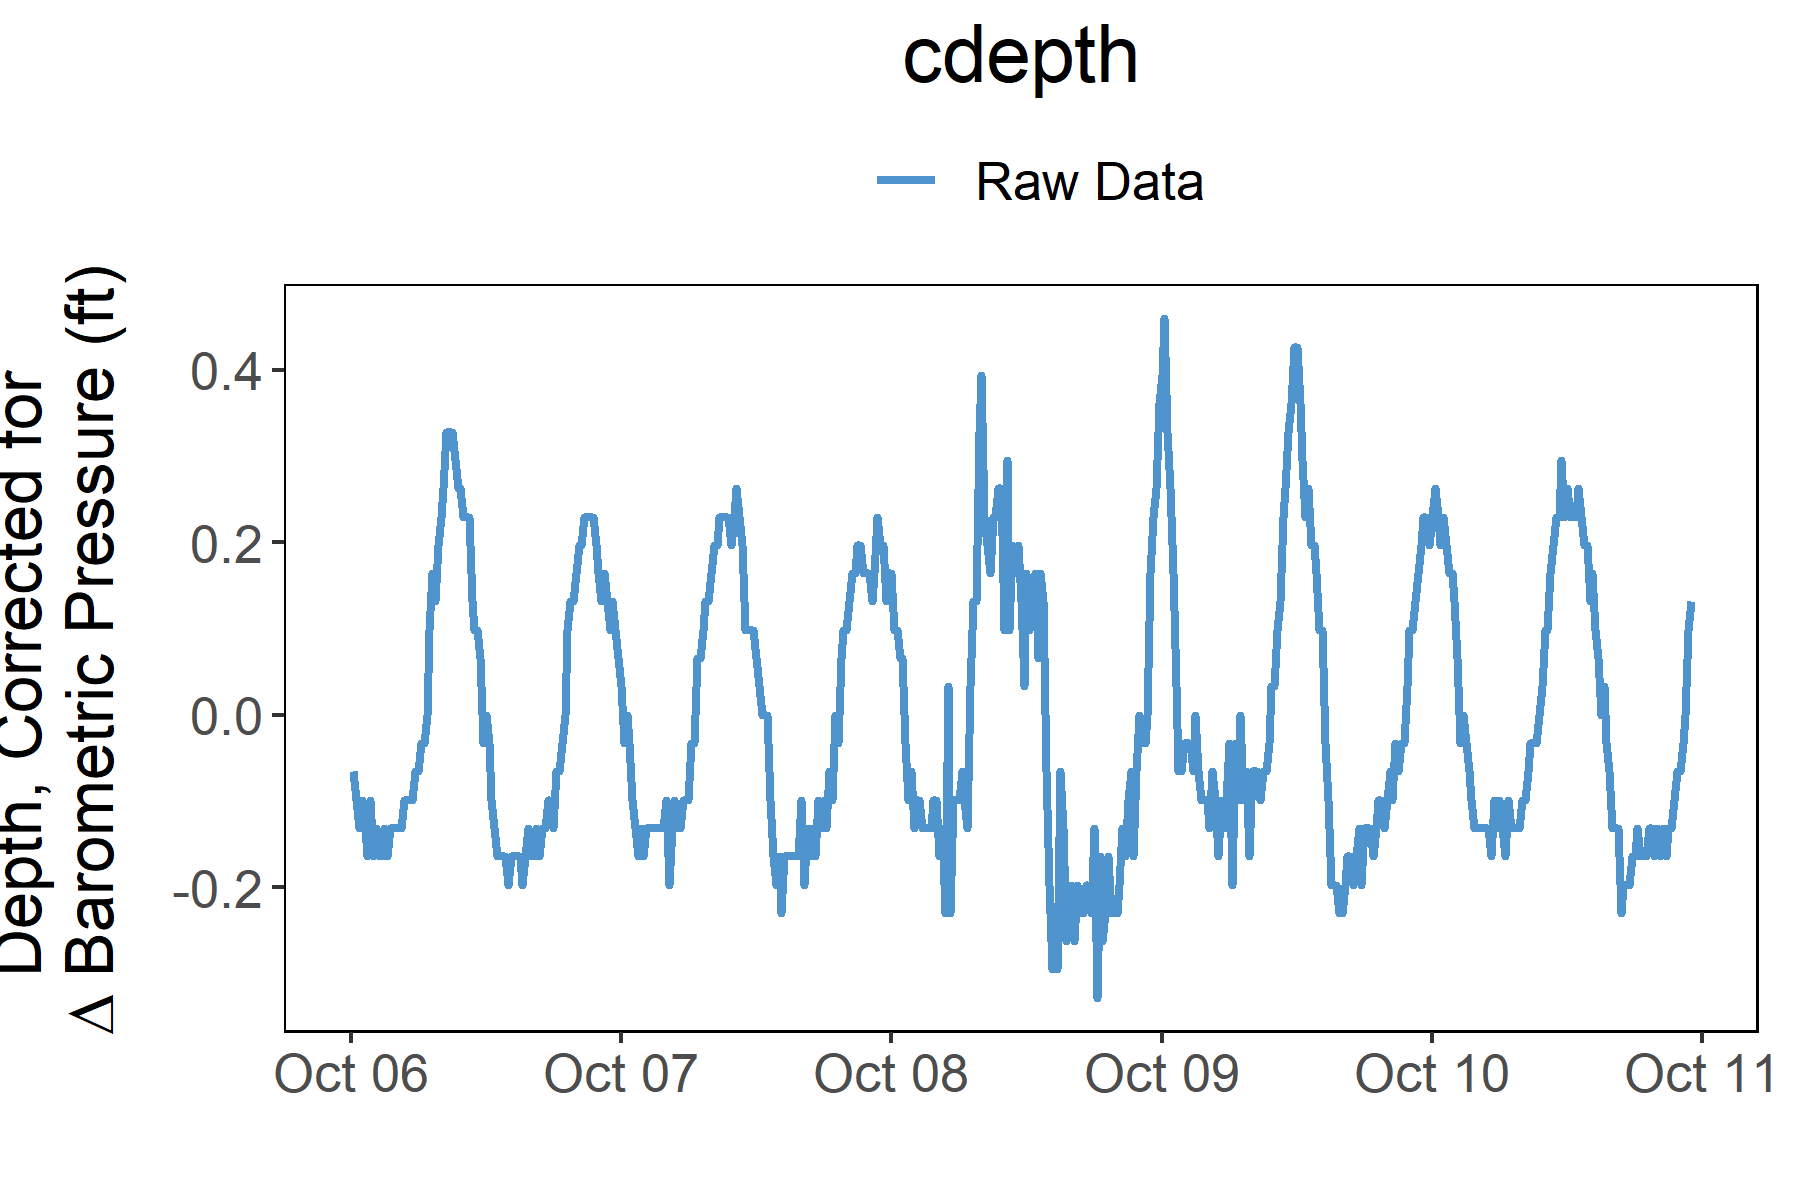 cdepth
Raw Data
Depth, Corrected for
Δ Barometric Pressure (ft)
0.4
0.2
0.0
-0.2
Oct 06 Oct 07 Oct 08 Oct 09 Oct 10 Oct 11